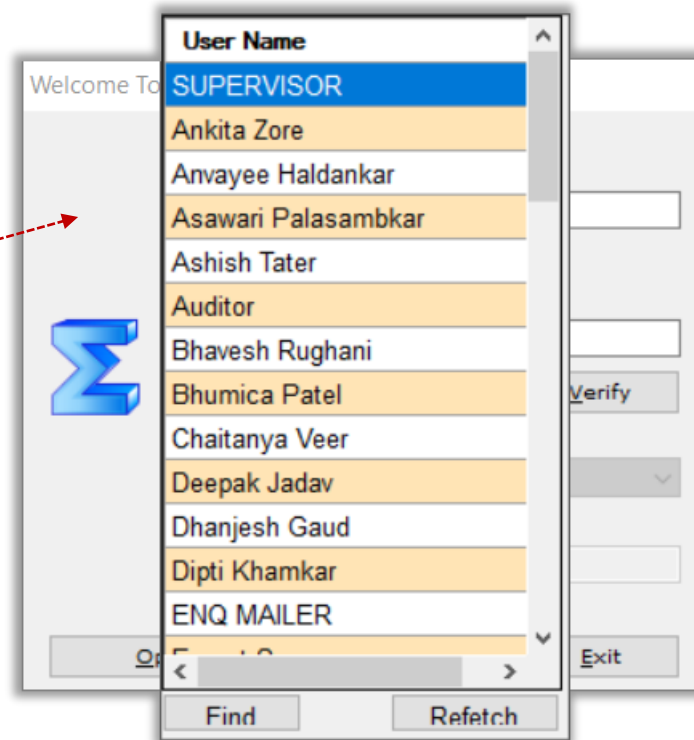 User Name
Welcome To
SUPERVISOR
Ankita Zore
Anvayee Haldankar
Asawari Palasambkar
Ashish Tater
Auditor
Bhavesh Rughani
Bhumica Patel
Verify
Chaitanya Veer
Deepak Jadav
Dhanjesh Gaud
Dipti Khamkar
ENQ MAILER
Exit
Find
Refetch